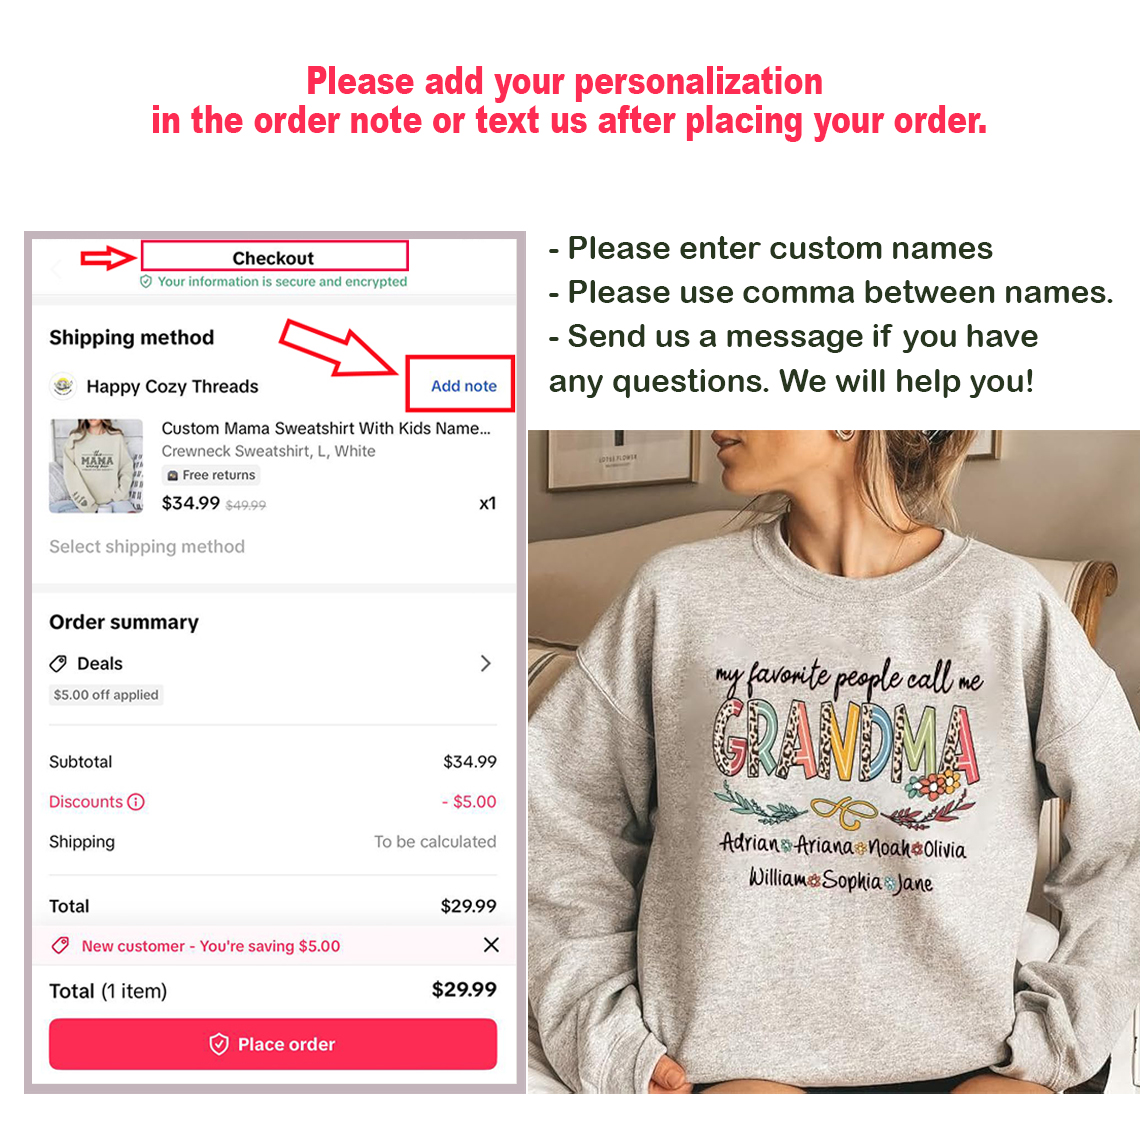 Please add your personalization
in the order note or text us after placing your order.
Checkout
Your information is secure and encrypted
Shipping method
Happy Cozy Threads
Add note
Custom Mama Sweatshirt With Kids Name...
Crewneck Sweatshirt, L, White
Free returns
$34.99 $49.99
x1
MAMA
Select shipping method
Order summary
Deals
$5.00 off applied
Subtotal
$34.99
Discounts
- $5.00
Shipping
To be calculated
Total
$29.99
New customer - You're saving $5.00
Total (1 item)
$29.99
Place order
- Please enter custom names
- Please use comma between names.
- Send us a message if you have
any questions. We will help you!
LOTUS FLOWER
my favorite people call me
GRANDMA
Adrian Ariana Noah Olivia
William Sophia Jane